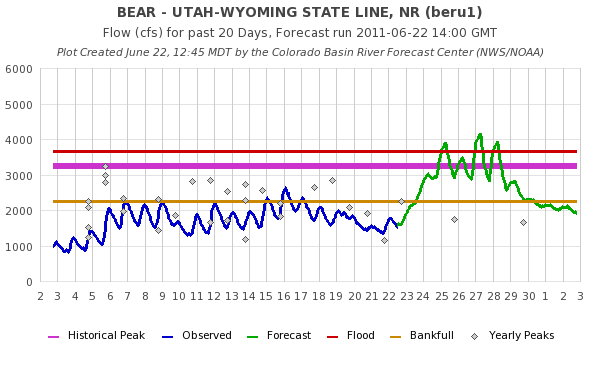 BEAR - UTAH-WYOMING STATE LINE, NR (beru1)
Flow (cfs) for past 20 Days, Forecast run 2011-06-22 14:00 GMT
Plot Created June 22, 12:45 MDT by the Colorado Basin River Forecast Center (NWS/NOAA)
6000
5000
4000
3000
2000
1000
0
2 3 4 5 6 7 8 9 10 11 12 13 14 15 16 17 18 19 20 21 22 23 24 25 26 27 28 29 30 1 2 3
Historical Peak Observed Forecast Flood Bankfull Yearly Peaks